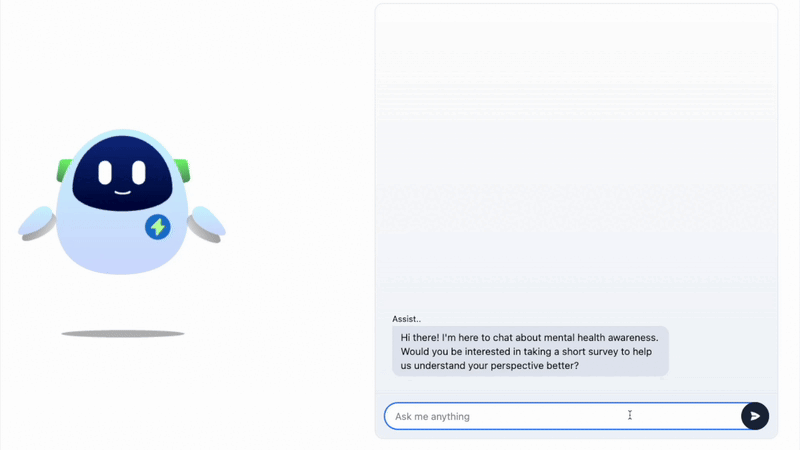 Assist..
Hi there! I'm here to chat about mental health awareness.
Would you be interested in taking a short survey to help
us understand your perspective better?
Ask me anything